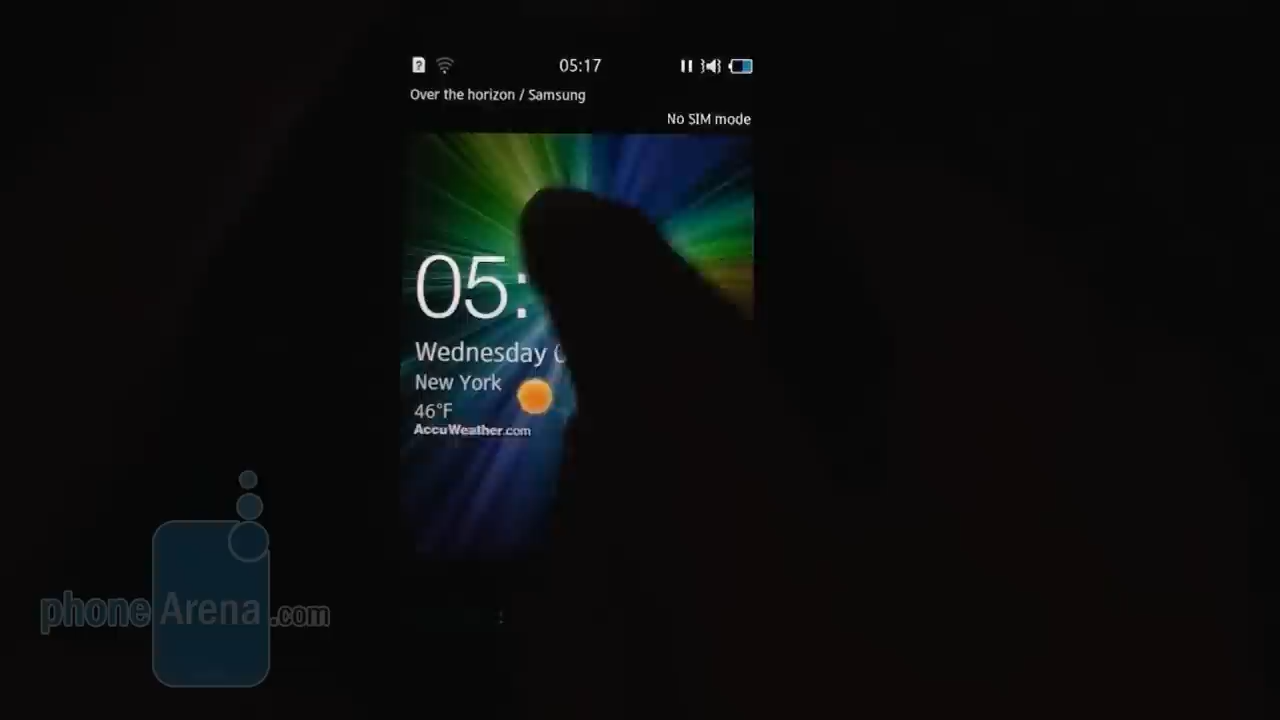 05:17
Over the horizon / Samsung
No SIM mode
05:
Wednesday
New York
46°F
AccuWeather.com
phoneArena.com